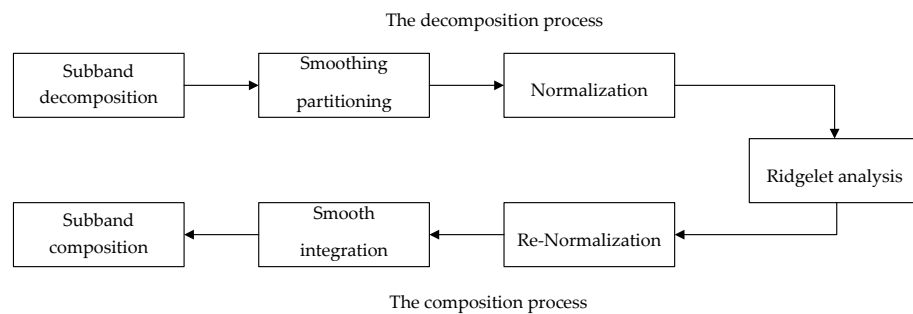 The decomposition process
Subband
decomposition
Smoothing
partitioning
Normalization
Ridgelet analysis
Subband
composition
Smooth
integration
Re-Normalization
The composition process